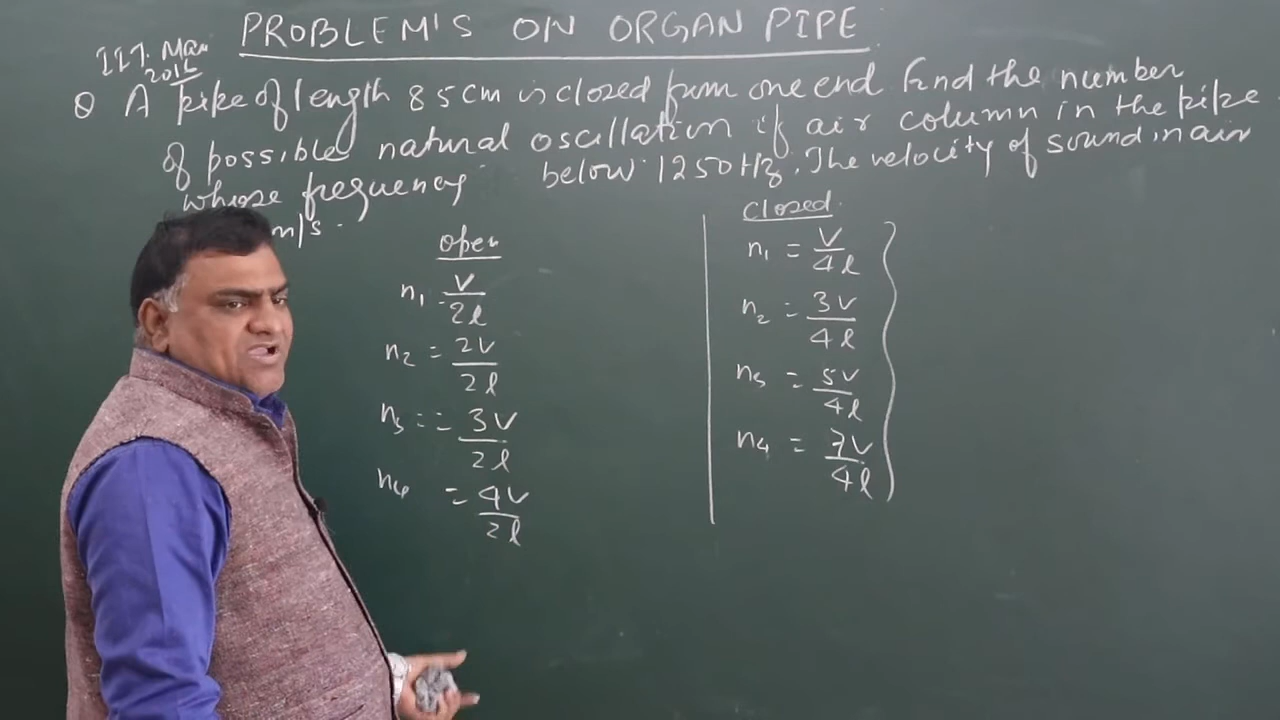 PROBLEM'S ON ORGAN PIPE
2016
Q A pipe of length 85cm is closed from one end find the number
of possible natural oscillation if air column in the pipe
whose frequency below 1250Hz. The velocity of sound in air
m/s.
open
n₁ = V/2l
n₂ = 2V/2l
n₃ = = 3V/2l
n₄ = 4V/2l
closed
n₁ = V/4l
n₂ = 3V/4l
n₃ = 5V/4l
n₄ = 7V/4l